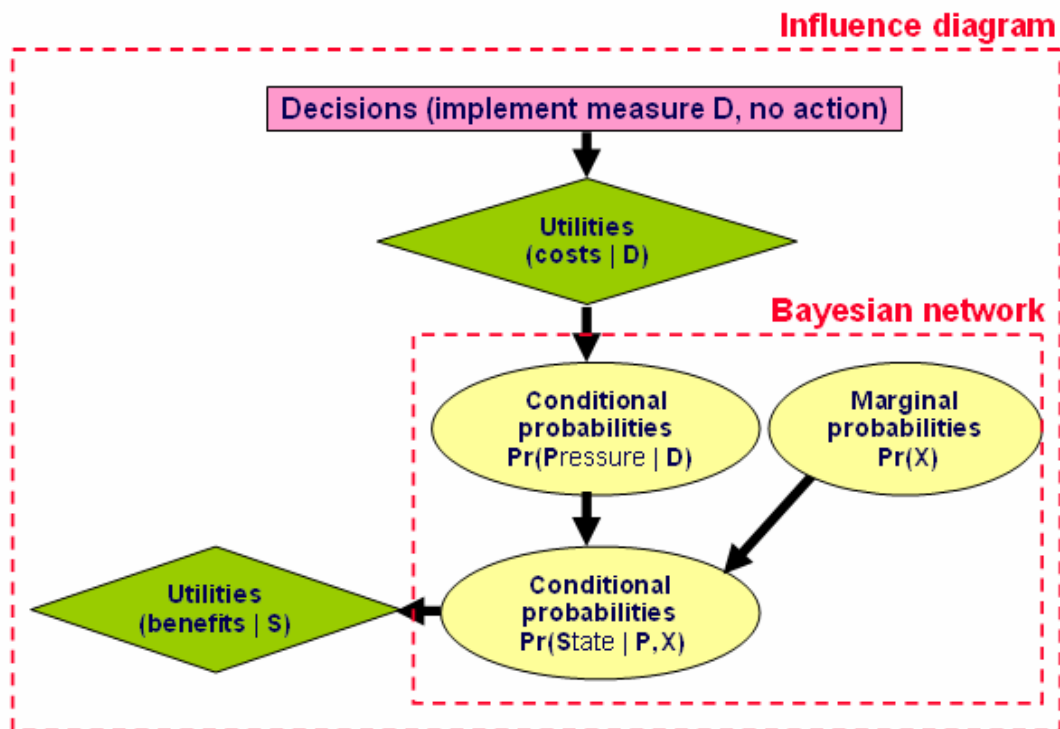 Influence diagram
Decisions (implement measure D, no action)
Utilities
(costs | D)
Bayesian network
Conditional
probabilities
Pr(Pressure | D)
Marginal
probabilities
Pr(X)
Utilities
(benefits | S)
Conditional
probabilities
Pr(State | P,X)